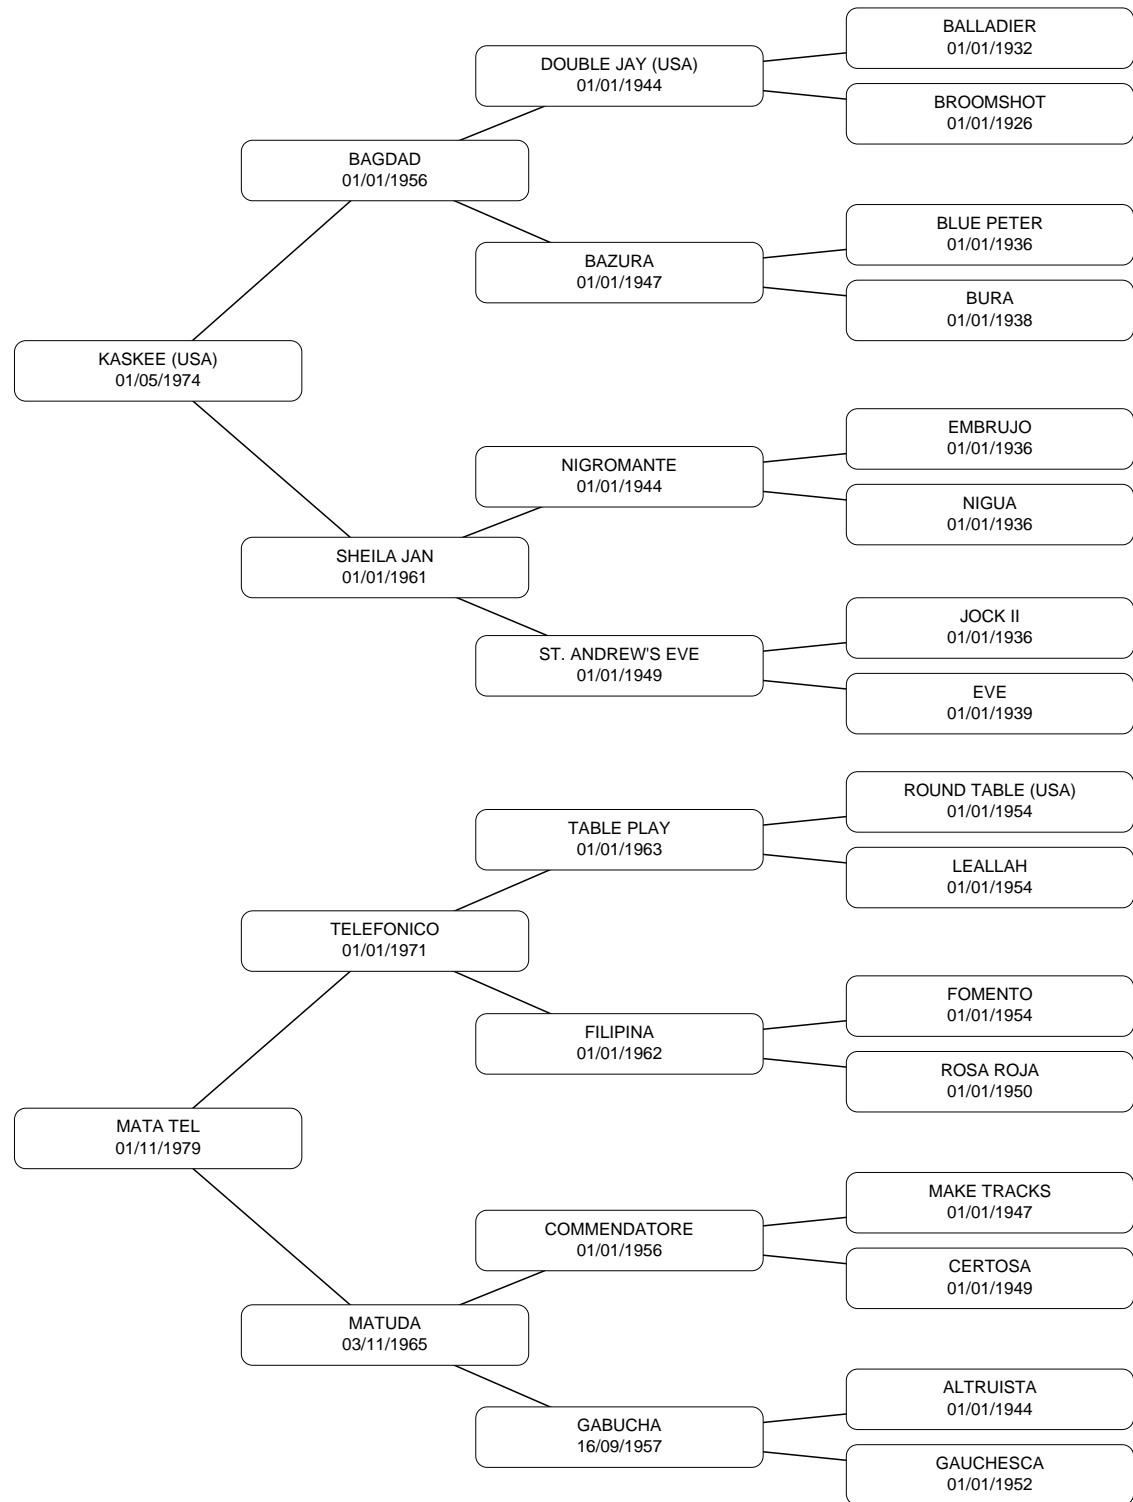 BALLADIER
01/01/1932
DOUBLE JAY (USA)
01/01/1944
BROOMSHOT
01/01/1926
BAGDAD
01/01/1956
BLUE PETER
01/01/1936
BAZURA
01/01/1947
BURA
01/01/1938
KASKEE (USA)
01/05/1974
EMBRUJO
01/01/1936
NIGROMANTE
01/01/1944
NIGUA
01/01/1936
SHEILA JAN
01/01/1961
JOCK II
01/01/1936
ST. ANDREW'S EVE
01/01/1949
EVE
01/01/1939
ROUND TABLE (USA)
01/01/1954
TABLE PLAY
01/01/1963
LEALLAH
01/01/1954
TELEFONICO
01/01/1971
FOMENTO
01/01/1954
FILIPINA
01/01/1962
ROSA ROJA
01/01/1950
MATA TEL
01/11/1979
MAKE TRACKS
01/01/1947
COMMENDATORE
01/01/1956
CERTOSA
01/01/1949
MATUDA
03/11/1965
ALTRUISTA
01/01/1944
GABUCHA
16/09/1957
GAUCHESCA
01/01/1952